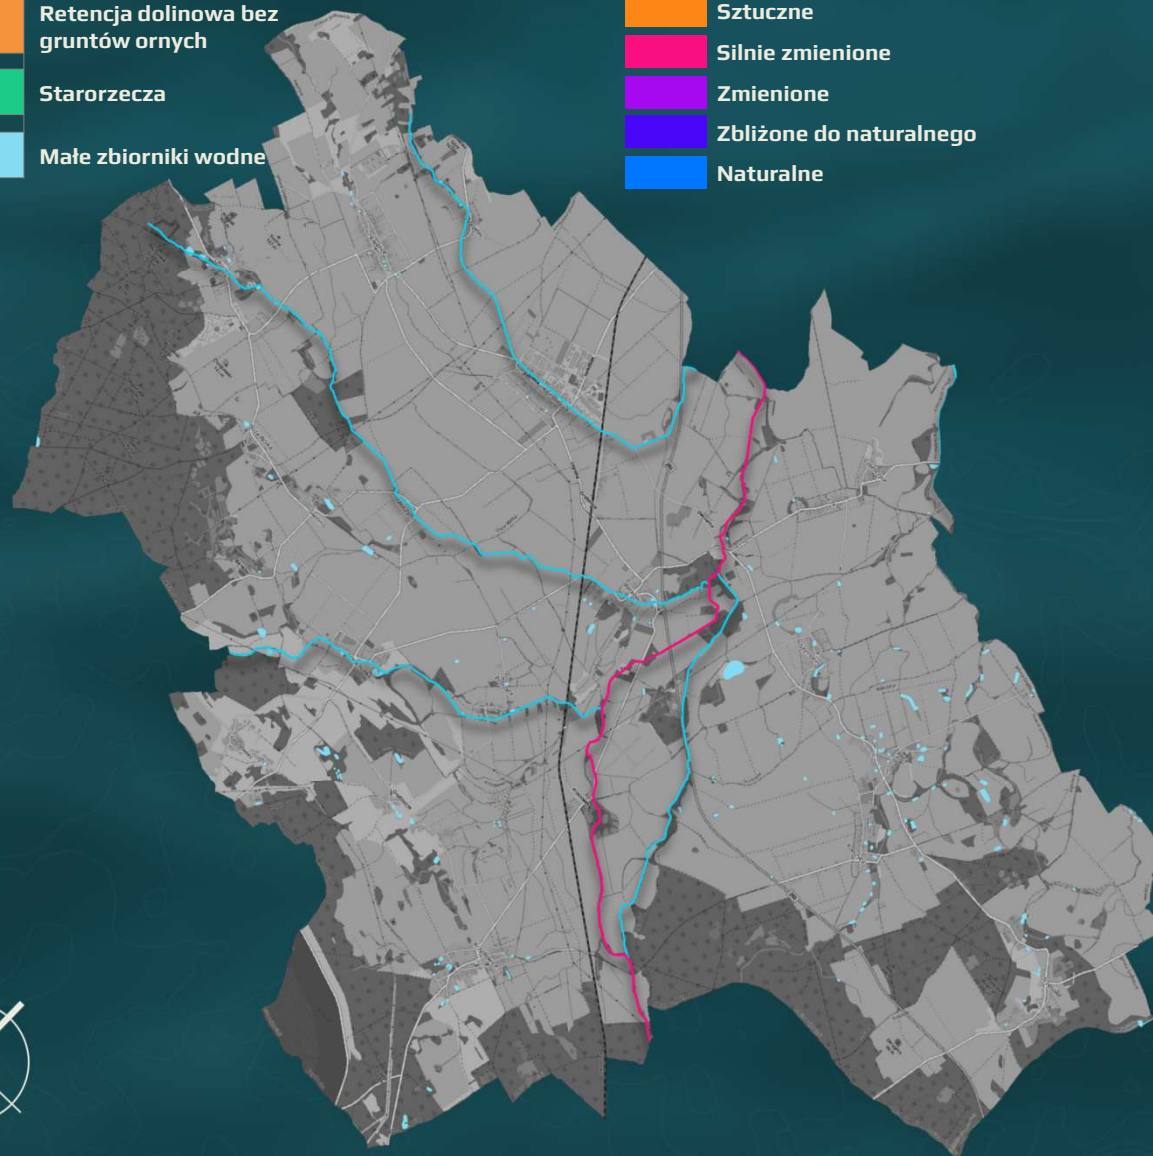 Retencja dolinowa bez
gruntów ornych
Starorzecza
Małe zbiorniki wodne
Sztuczne
Silnie zmienione
Zmienione
Zbliżone do naturalnego
Naturalne